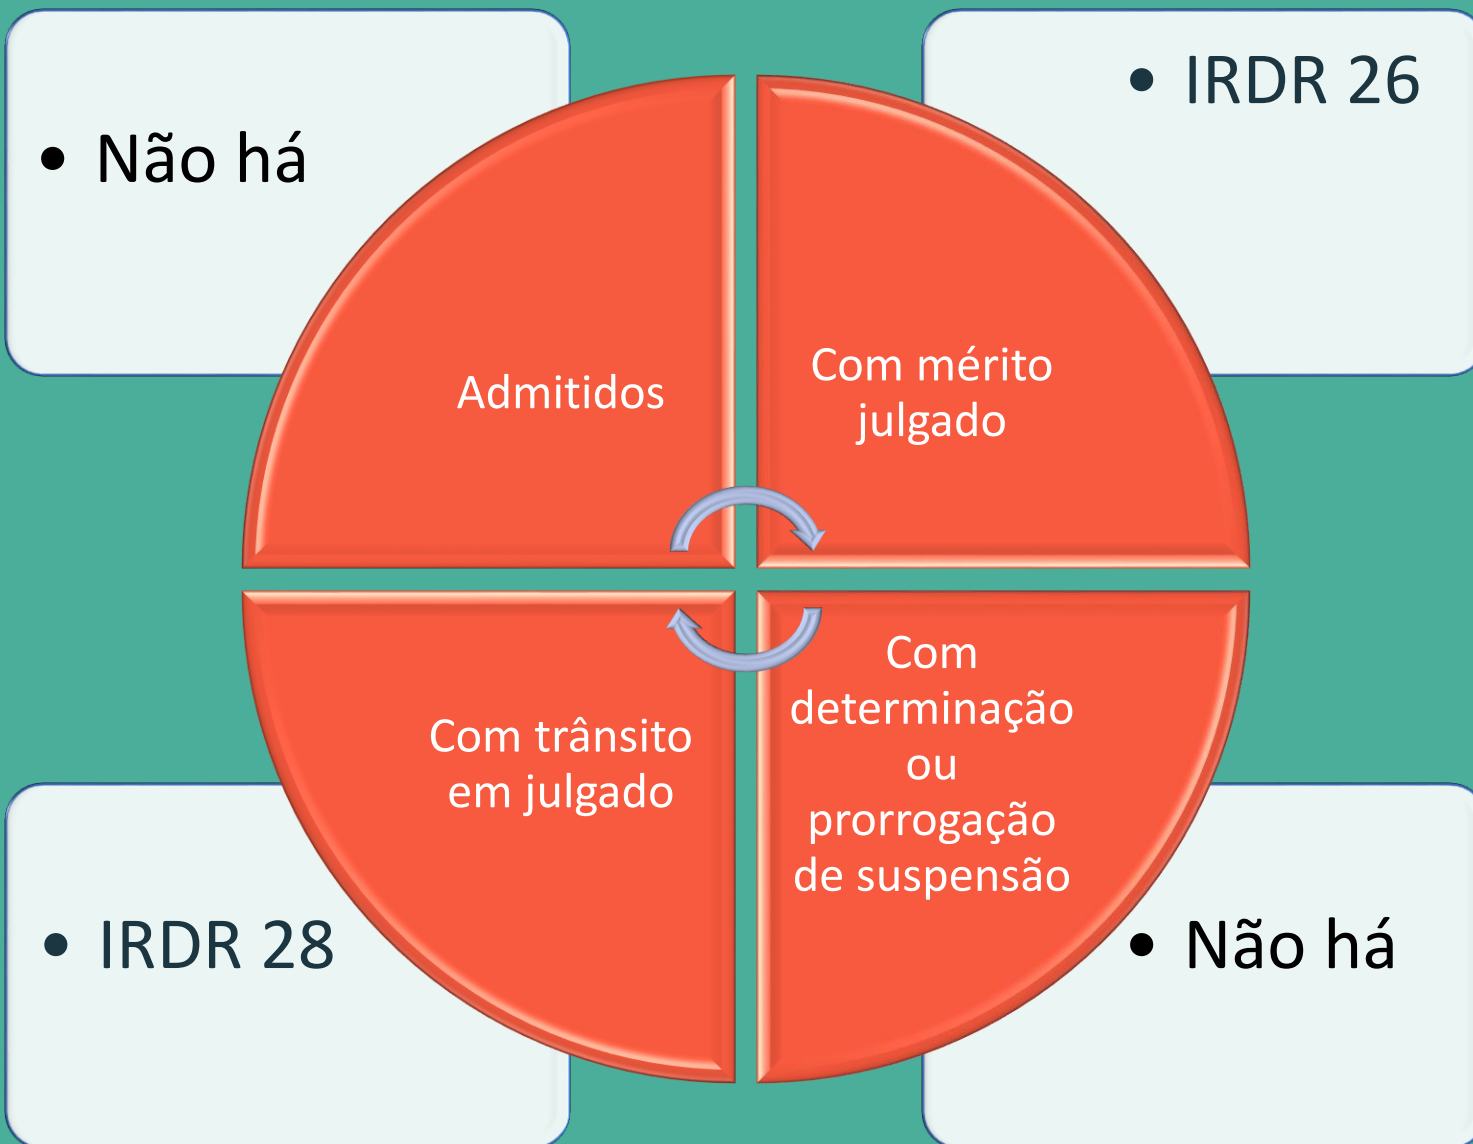 • Não há
• IRDR 26
Admitidos
Com mérito
julgado
Com trânsito
em julgado
Com
determinação
ou
prorrogação
de suspensão
• IRDR 28
• Não há